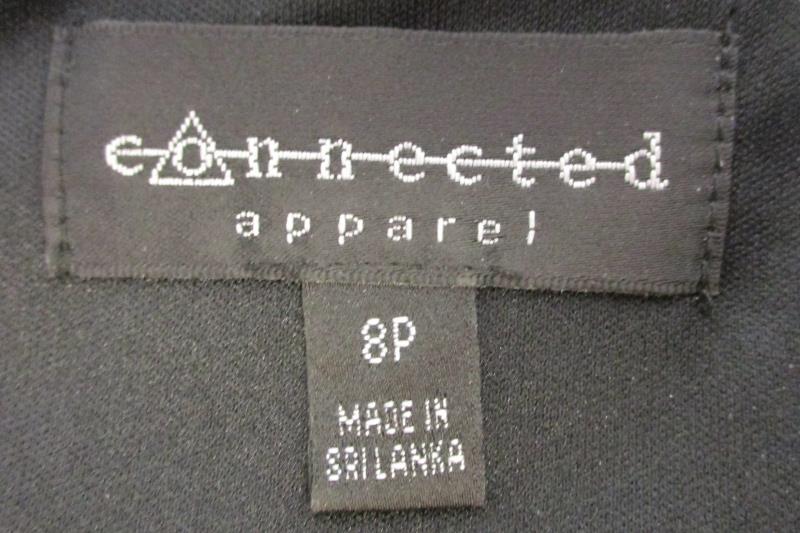 connected
apparel
8P
MADE IN
SRI LANKA